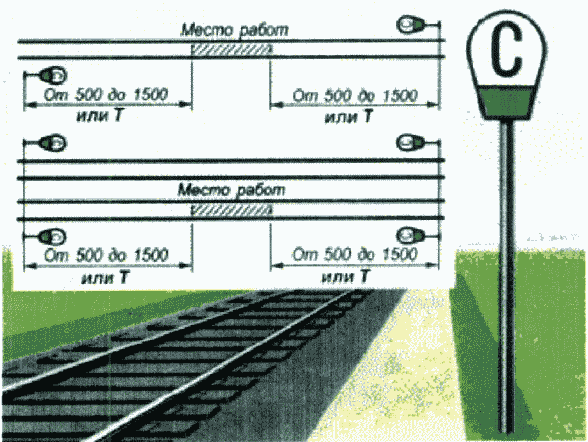 Место работ
От 500 до 1500 От 500 до 1500
или Т или Т
Место работ
От 500 до 1500 От 500 до 1500
или Т или Т
С